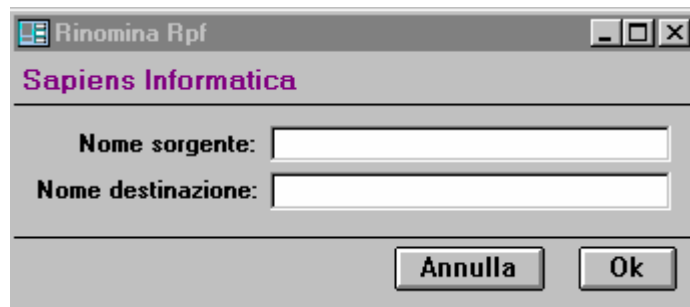 Rinomina Rpf
Sapiens Informatica
Nome sorgente:
Nome destinazione:
Annulla Ok